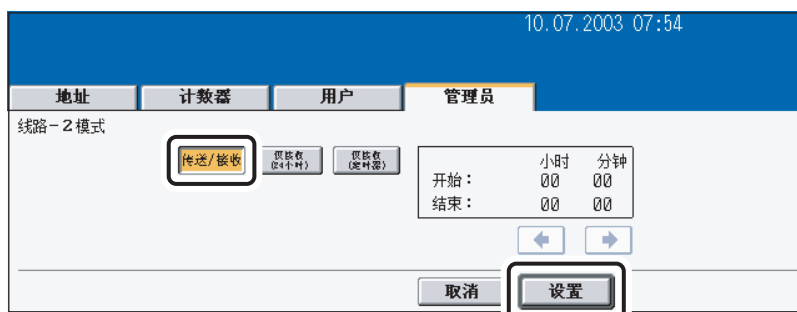 10.07.2003 07:54
地址 计数器 用户 管理员
线路-2模式
传送/接收 仅接收(24小时) 仅接收(定时器)
小时 分钟
开始： 00 00
结束： 00 00
取消 设置